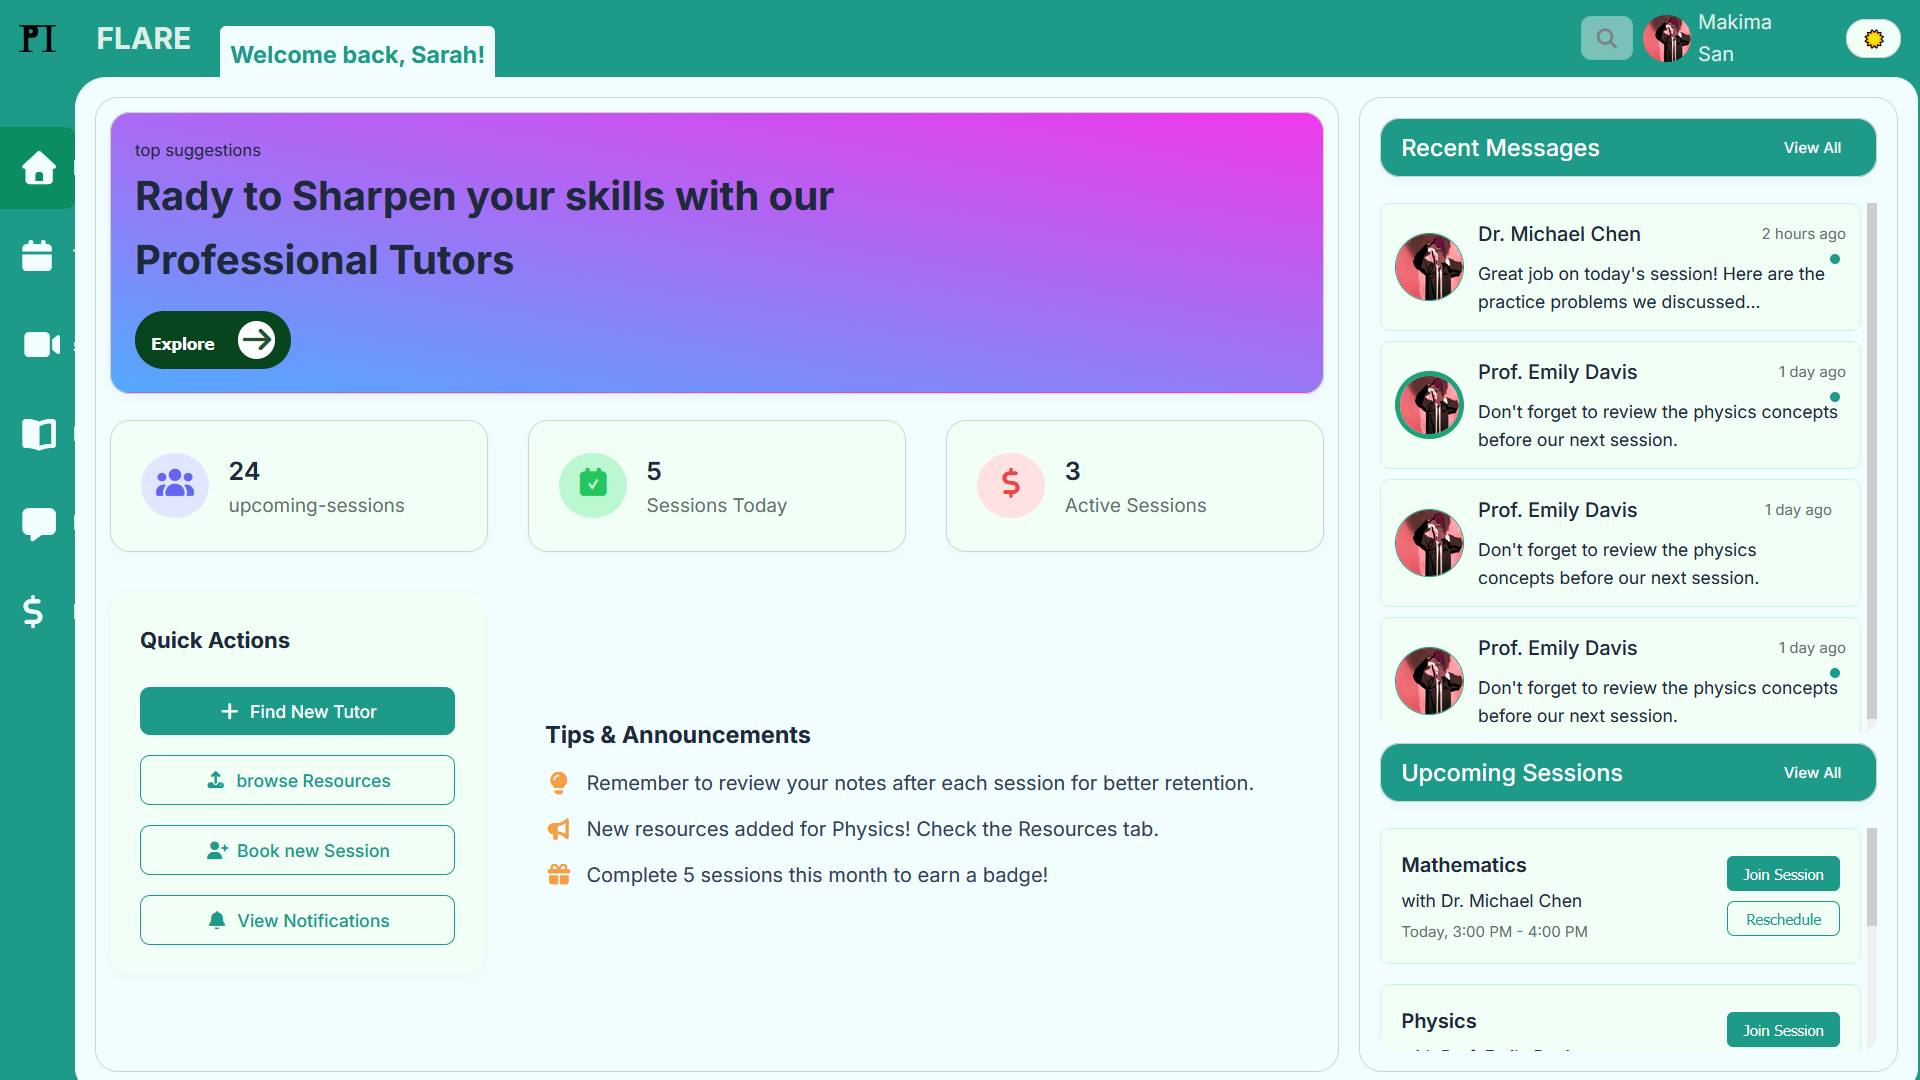 PI
FLARE
Welcome back, Sarah!
Makima
San
top suggestions
Rady to Sharpen your skills with our
Professional Tutors
Explore
24
upcoming-sessions
5
Sessions Today
3
Active Sessions
Quick Actions
Find New Tutor
browse Resources
Book new Session
View Notifications
Tips & Announcements
Remember to review your notes after each session for better retention.
New resources added for Physics! Check the Resources tab.
Complete 5 sessions this month to earn a badge!
Recent Messages
View All
Dr. Michael Chen
2 hours ago
Great job on today's session! Here are the
practice problems we discussed...
Prof. Emily Davis
1 day ago
Don't forget to review the physics concepts
before our next session.
Prof. Emily Davis
1 day ago
Don't forget to review the physics
concepts before our next session.
Prof. Emily Davis
1 day ago
Don't forget to review the physics concepts
before our next session.
Upcoming Sessions
View All
Mathematics
with Dr. Michael Chen
Today, 3:00 PM - 4:00 PM
Join Session
Reschedule
Physics
Join Session